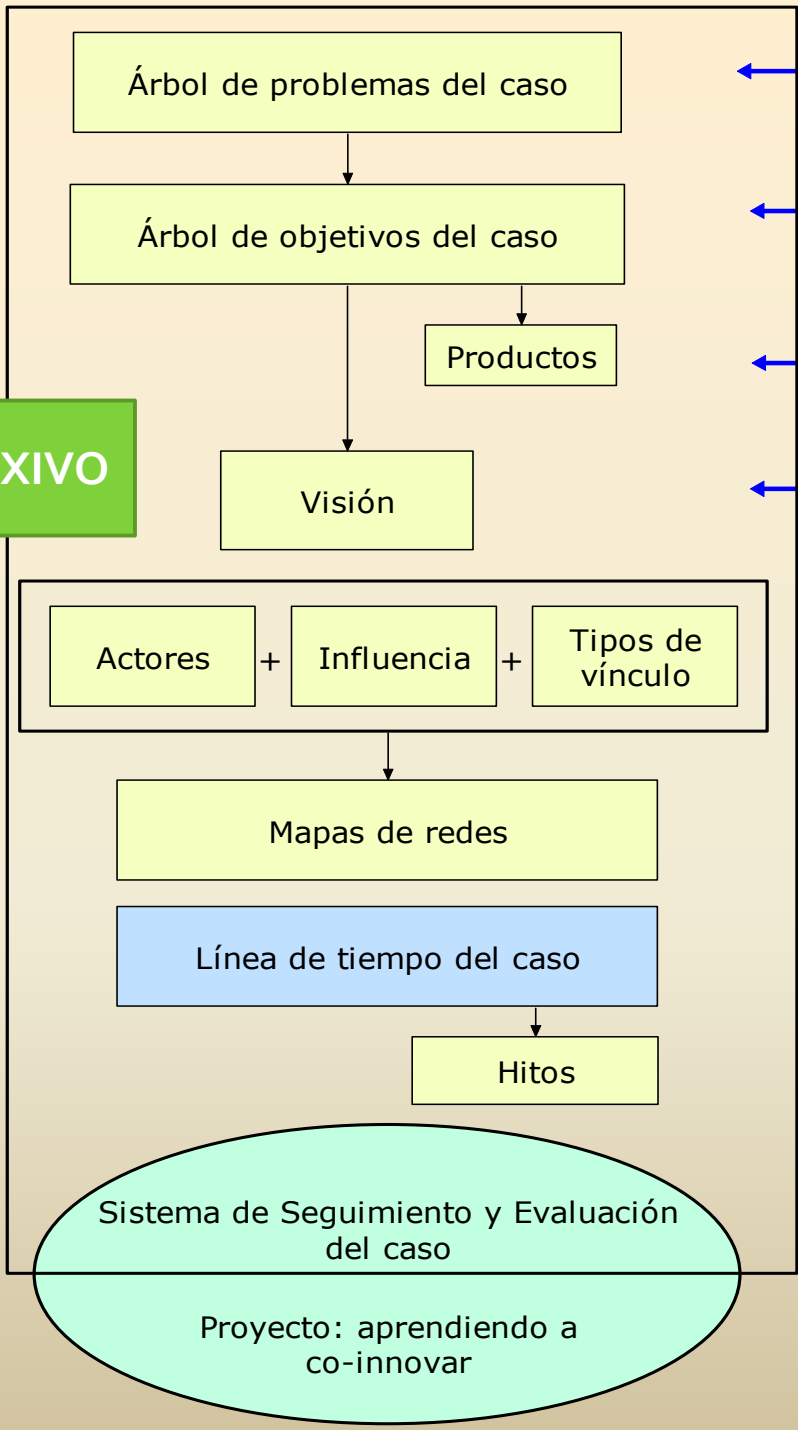 Árbol de problemas del caso
Árbol de objetivos del caso
Productos
XIVO
Visión
Actores + Influencia + Tipos de
vínculo
Mapas de redes
Línea de tiempo del caso
Hitos
Sistema de Seguimiento y Evaluación
del caso
Proyecto: aprendiendo a
co-innovar